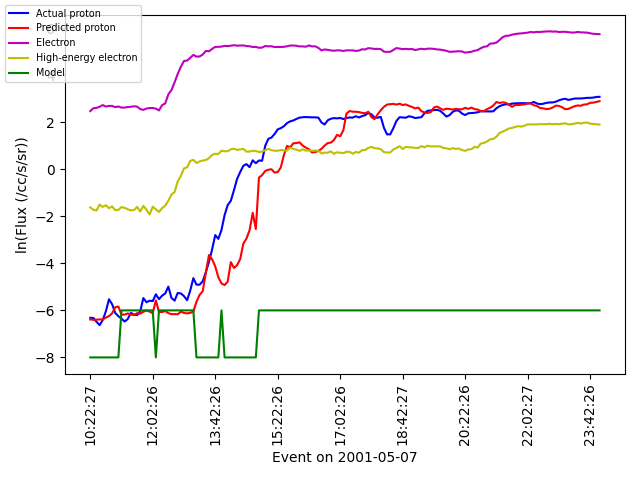 Actual proton
Predicted proton
Electron
High-energy electron
Model
2
0
−2
−4
−6
−8
ln(Flux (/cc/s/sr))
10:22:27
12:02:26
13:42:26
15:22:26
17:02:26
18:42:27
20:22:26
22:02:27
23:42:26
Event on 2001-05-07